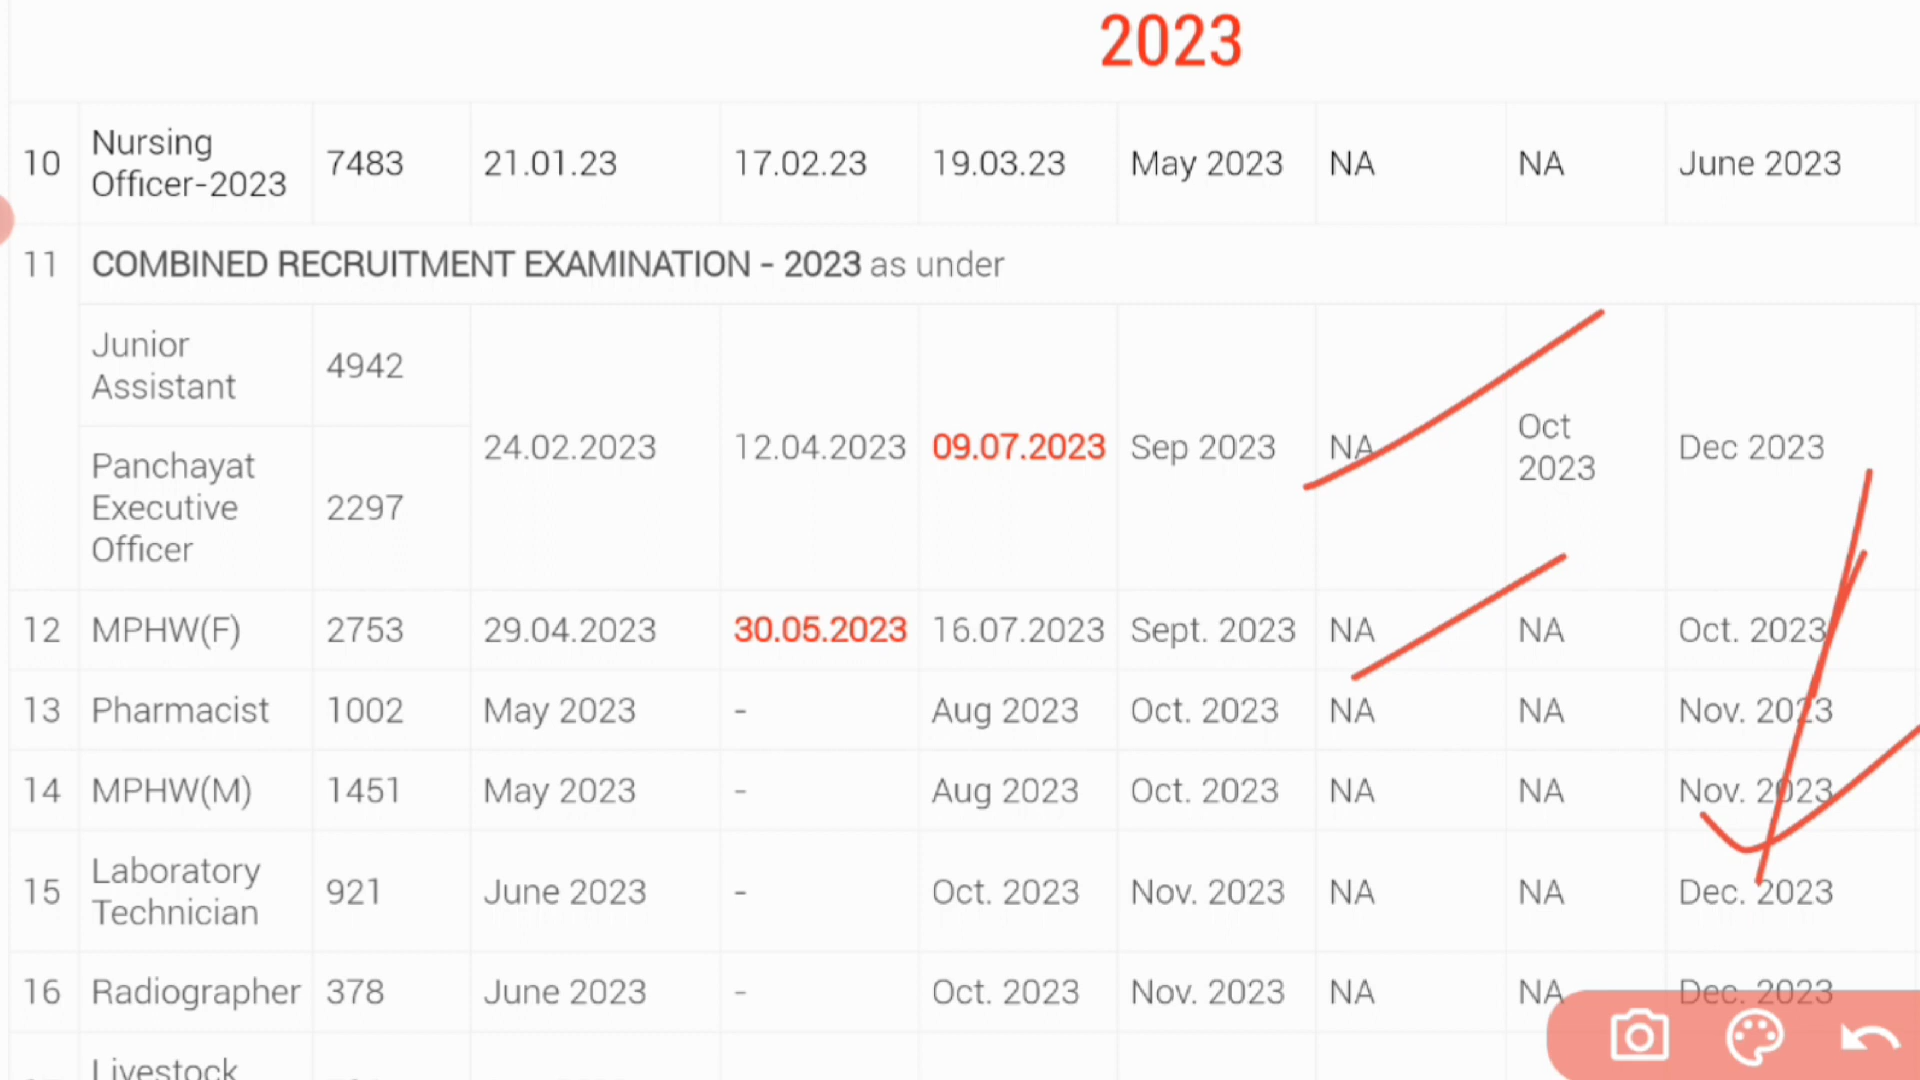 2023
10 Nursing Officer-2023 7483 21.01.23 17.02.23 19.03.23 May 2023 NA NA June 2023
11 COMBINED RECRUITMENT EXAMINATION - 2023 as under
Junior Assistant 4942
24.02.2023 12.04.2023 09.07.2023 Sep 2023 NA Oct 2023 Dec 2023
Panchayat Executive Officer 2297
12 MPHW(F) 2753 29.04.2023 30.05.2023 16.07.2023 Sept. 2023 NA NA Oct. 2023
13 Pharmacist 1002 May 2023 - Aug 2023 Oct. 2023 NA NA Nov. 2023
14 MPHW(M) 1451 May 2023 - Aug 2023 Oct. 2023 NA NA Nov. 2023
15 Laboratory Technician 921 June 2023 - Oct. 2023 Nov. 2023 NA NA Dec. 2023
16 Radiographer 378 June 2023 - Oct. 2023 Nov. 2023 NA NA Dec. 2023
Livestock